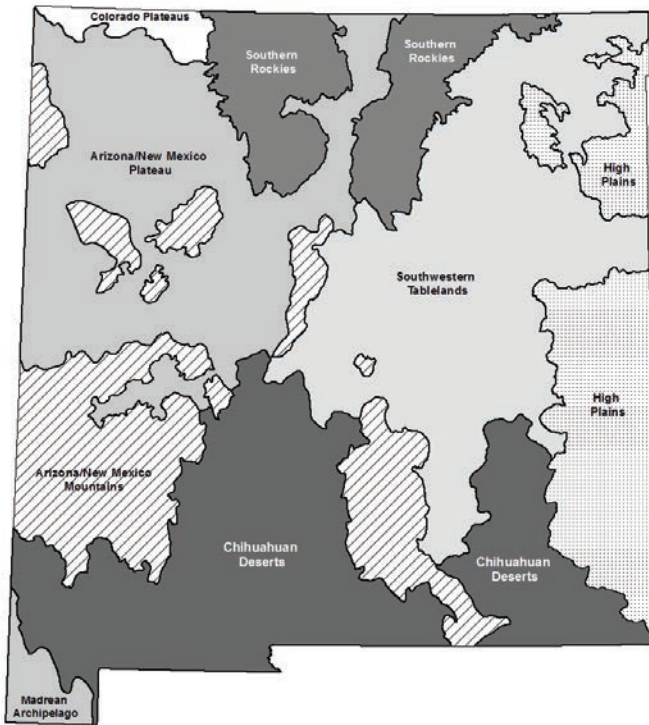 Colorado Plateaus
Southern
Rockies
Southern
Rockies
Arizona/New Mexico
Plateau
High
Plains
Southwestern
Tablelands
High
Plains
Arizona/New Mexico
Mountains
Chihuahuan
Deserts
Chihuahuan
Deserts
Madrean
Archipelago